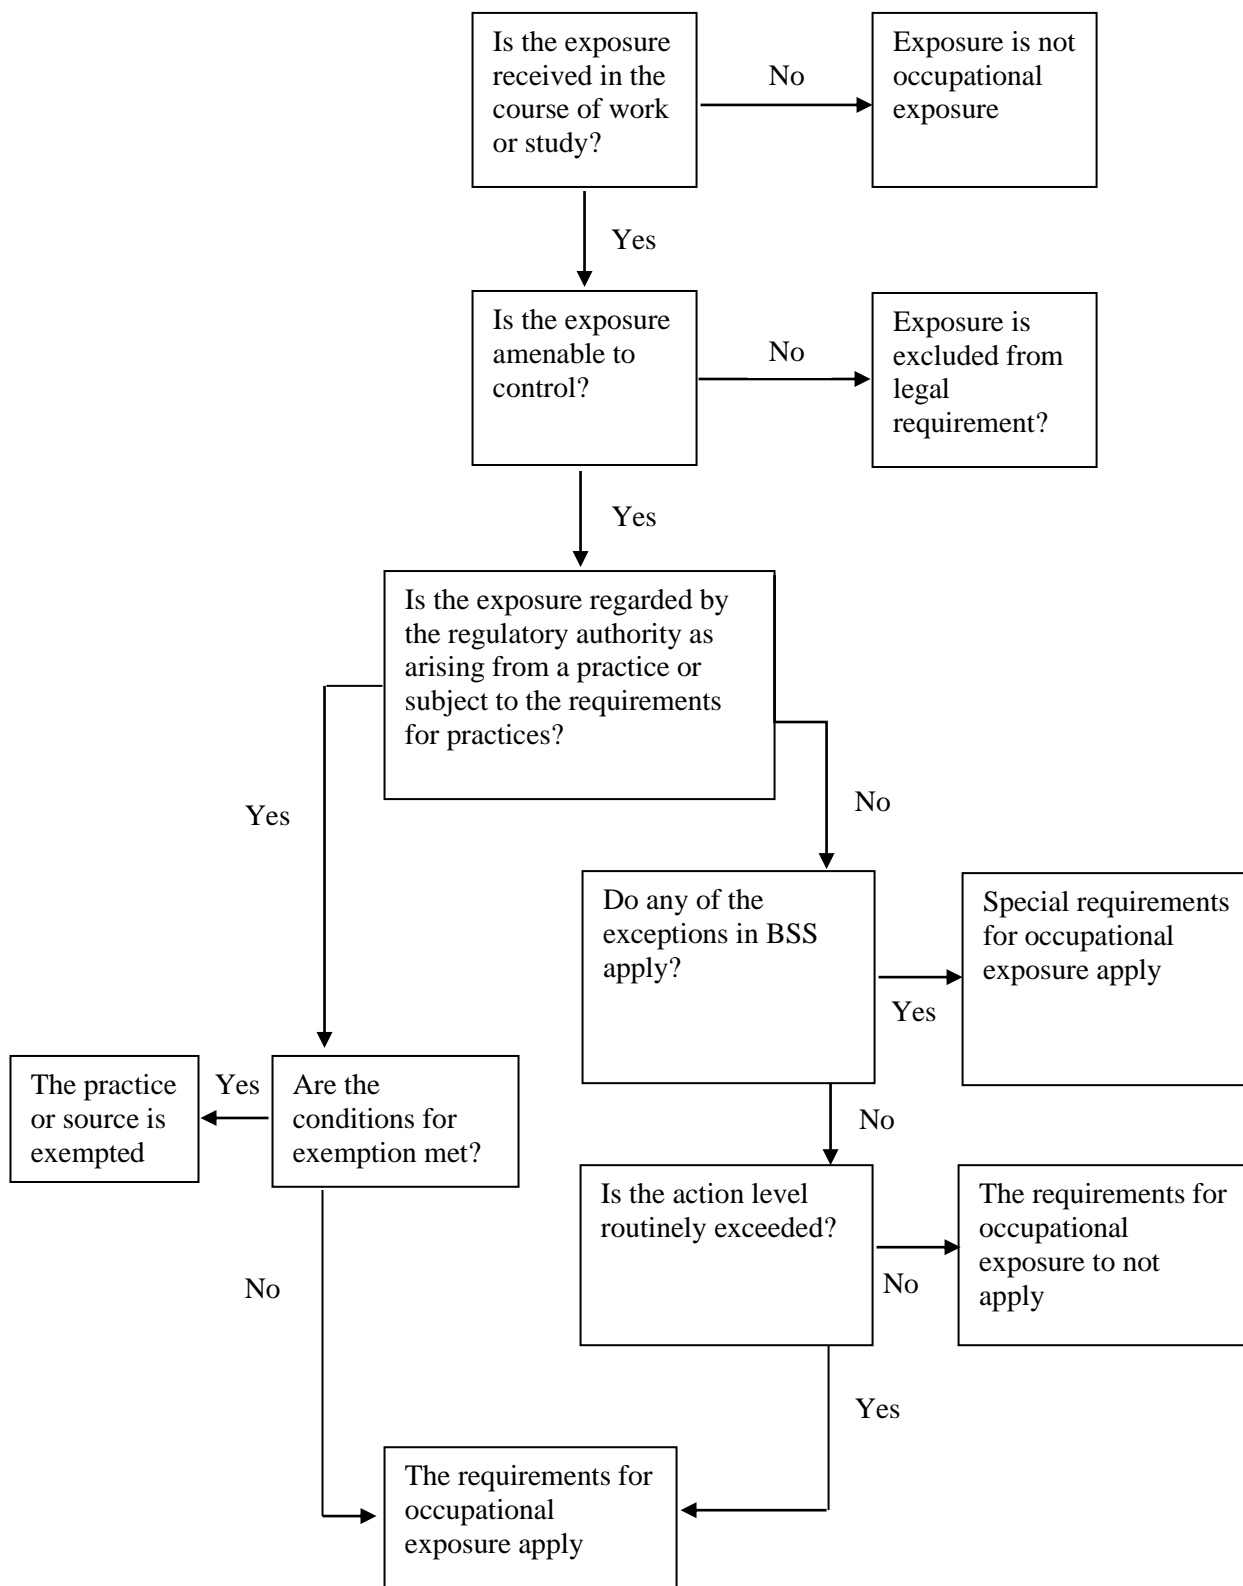 Is the exposure
received in the
course of work
or study?
No
Exposure is not
occupational
exposure
Yes
Is the exposure
amenable to
control?
No
Exposure is
excluded from
legal
requirement?
Yes
Is the exposure regarded by
the regulatory authority as
arising from a practice or
subject to the requirements
for practices?
Yes
No
Do any of the
exceptions in BSS
apply?
Yes
Special requirements
for occupational
exposure apply
The practice
or source is
exempted
Yes
Are the
conditions for
exemption met?
No
Is the action level
routinely exceeded?
No
The requirements for
occupational
exposure to not
apply
No
Yes
The requirements for
occupational
exposure apply